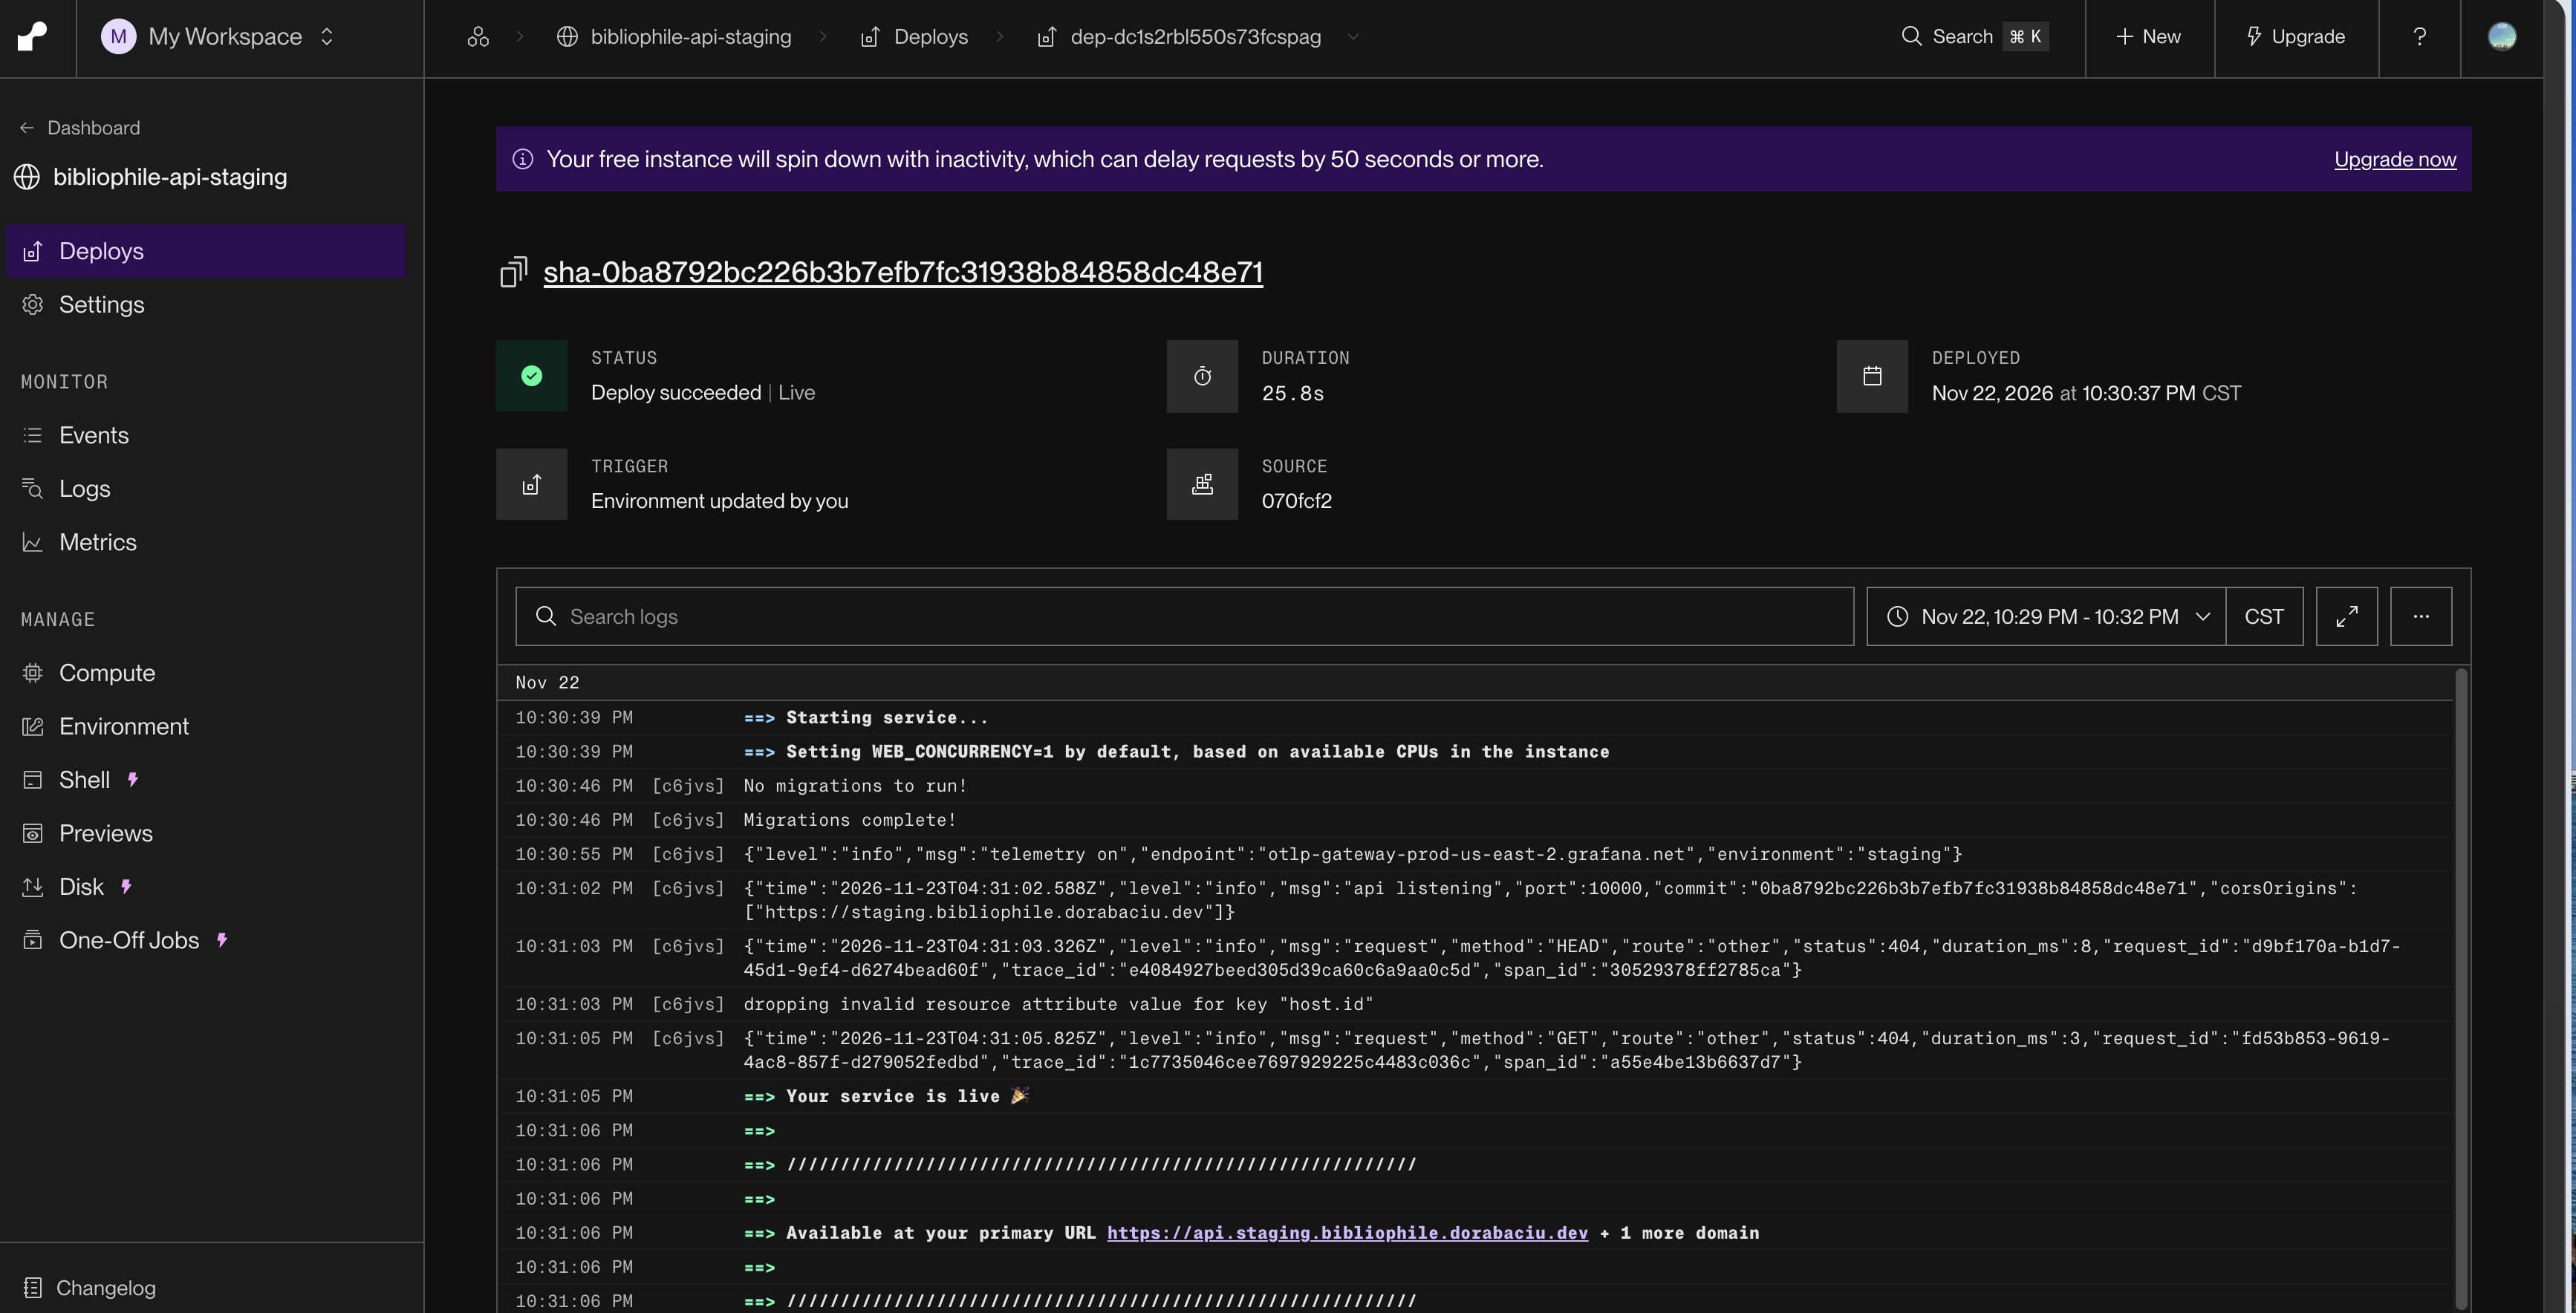 M My Workspace
bibliophile-api-staging
Deploys
dep-dc1s2rbl550s73fcspag
Search ⌘ K
+ New
Upgrade
?
← Dashboard
bibliophile-api-staging
Deploys
Settings
MONITOR
Events
Logs
Metrics
MANAGE
Compute
Environment
Shell
Previews
Disk
One-Off Jobs
Changelog
Your free instance will spin down with inactivity, which can delay requests by 50 seconds or more.
Upgrade now
sha-0ba8792bc226b3b7efb7fc31938b84858dc48e71
STATUS
Deploy succeeded | Live
DURATION
25.8s
DEPLOYED
Nov 22, 2026 at 10:30:37 PM CST
TRIGGER
Environment updated by you
SOURCE
070fcf2
Search logs
Nov 22, 10:29 PM - 10:32 PM
CST
...
Nov 22
10:30:39 PM ==> Starting service...
10:30:39 PM ==> Setting WEB_CONCURRENCY=1 by default, based on available CPUs in the instance
10:30:46 PM [c6jvs] No migrations to run!
10:30:46 PM [c6jvs] Migrations complete!
10:30:55 PM [c6jvs] {"level":"info","msg":"telemetry on","endpoint":"otlp-gateway-prod-us-east-2.grafana.net","environment":"staging"}
10:31:02 PM [c6jvs] {"time":"2026-11-23T04:31:02.588Z","level":"info","msg":"api listening","port":10000,"commit":"0ba8792bc226b3b7efb7fc31938b84858dc48e71","corsOrigins":
["https://staging.bibliophile.dorabaciu.dev"]}
10:31:03 PM [c6jvs] {"time":"2026-11-23T04:31:03.326Z","level":"info","msg":"request","method":"HEAD","route":"other","status":404,"duration_ms":8,"request_id":"d9bf170a-b1d7-
45d1-9ef4-d6274bead60f","trace_id":"e4084927beed305d39ca60c6a9aa0c5d","span_id":"30529378ff2785ca"}
10:31:03 PM [c6jvs] dropping invalid resource attribute value for key "host.id"
10:31:05 PM [c6jvs] {"time":"2026-11-23T04:31:05.825Z","level":"info","msg":"request","method":"GET","route":"other","status":404,"duration_ms":3,"request_id":"fd53b853-9619-
4ac8-857f-d279052fedbd","trace_id":"1c7735046cee7697929225c4483c036c","span_id":"a55e4be13b6637d7"}
10:31:05 PM ==> Your service is live 🎉
10:31:06 PM ==>
10:31:06 PM ==> ///////////////////////////////////////////////////////////
10:31:06 PM ==>
10:31:06 PM ==> Available at your primary URL https://api.staging.bibliophile.dorabaciu.dev + 1 more domain
10:31:06 PM ==>
10:31:06 PM ==> ///////////////////////////////////////////////////////////